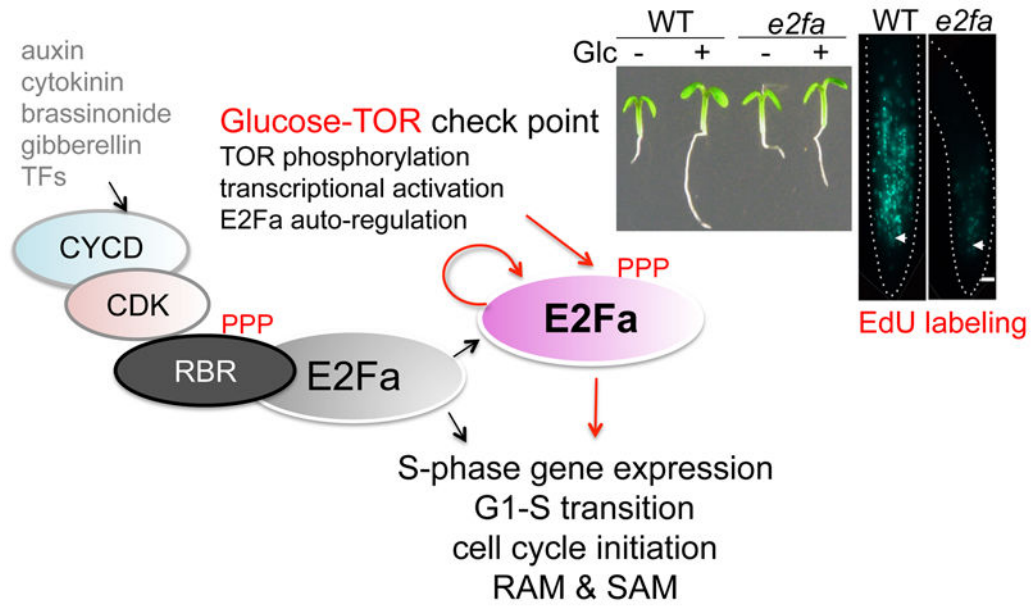 auxin
cytokinin
brassinonide
gibberellin
TFs
CYCD
CDK
PPP
RBR
E2Fa
Glucose-TOR check point
TOR phosphorylation
transcriptional activation
E2Fa auto-regulation
PPP
E2Fa
S-phase gene expression
G1-S transition
cell cycle initiation
RAM & SAM
WT e2fa
Glc - + - +
WT e2fa
EdU labeling